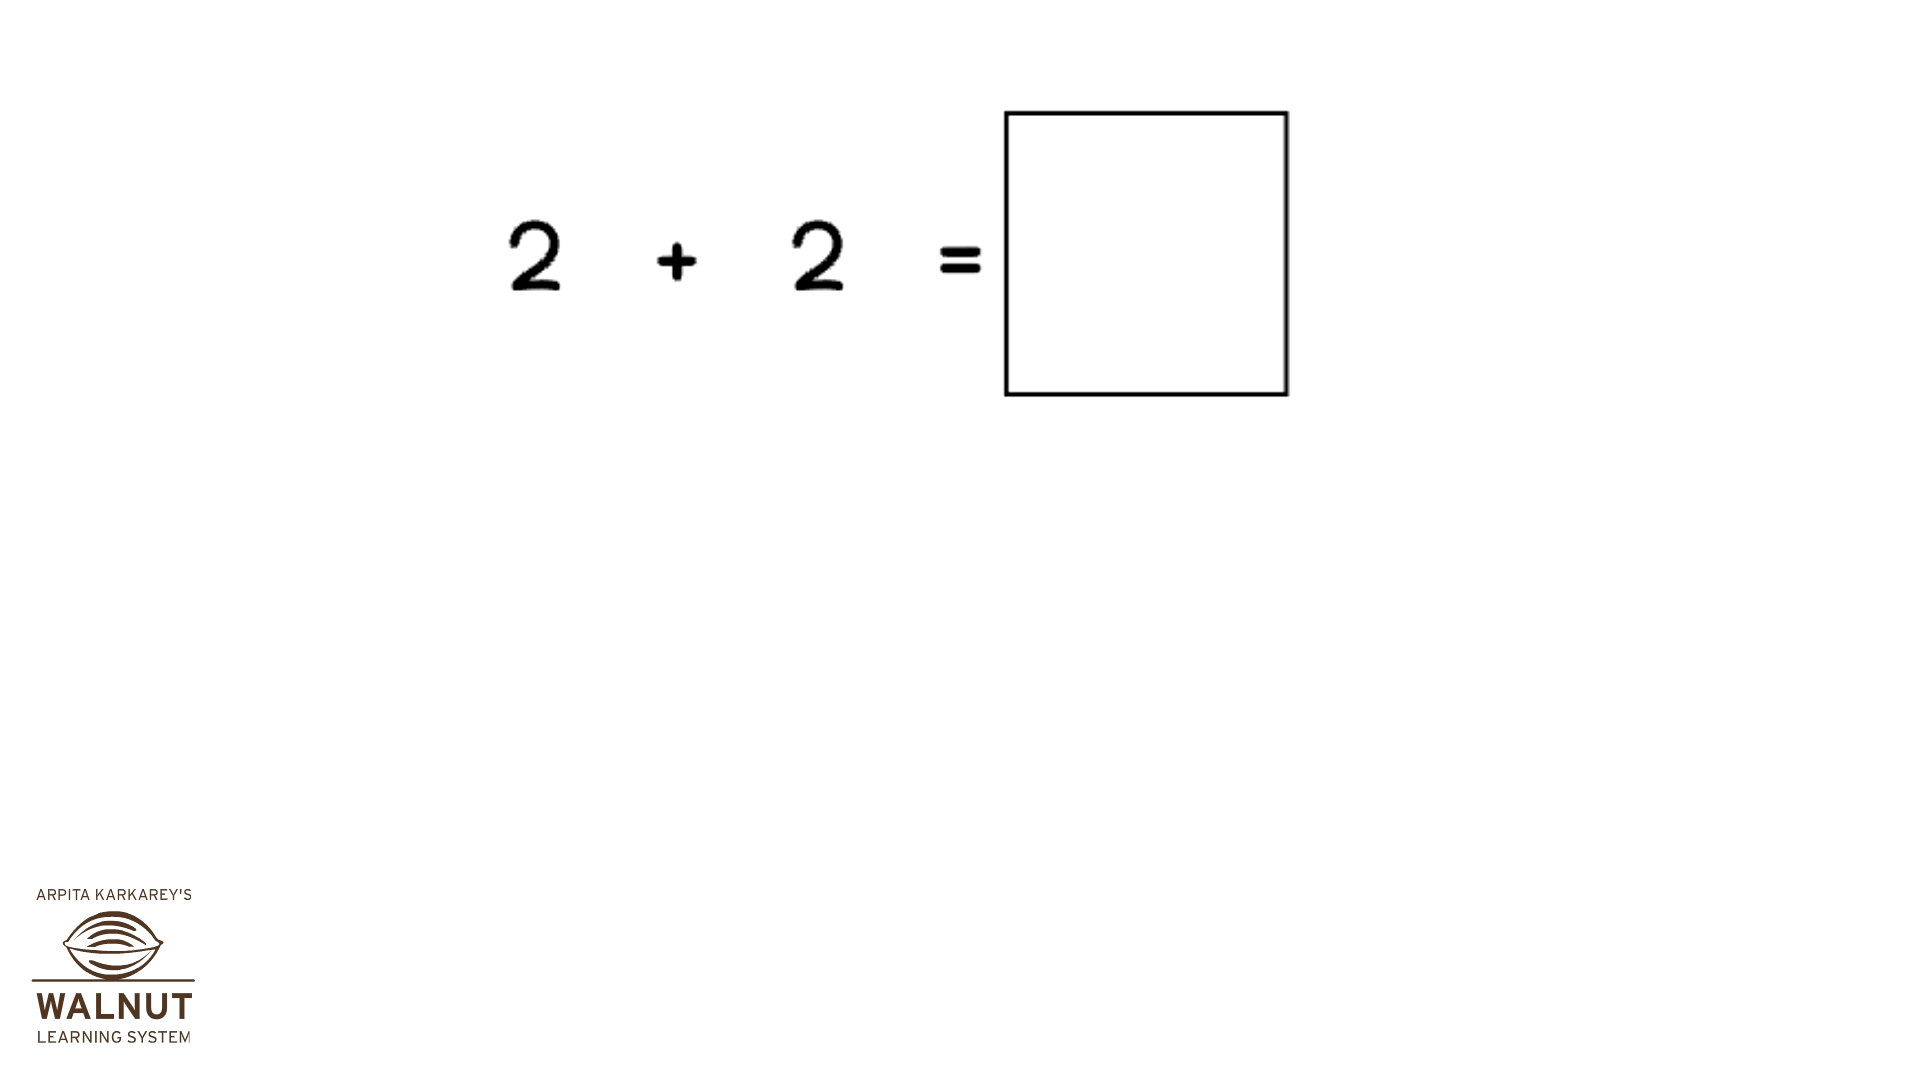 2 + 2 =
ARPITA KARKAREY'S
WALNUT
LEARNING SYSTEM